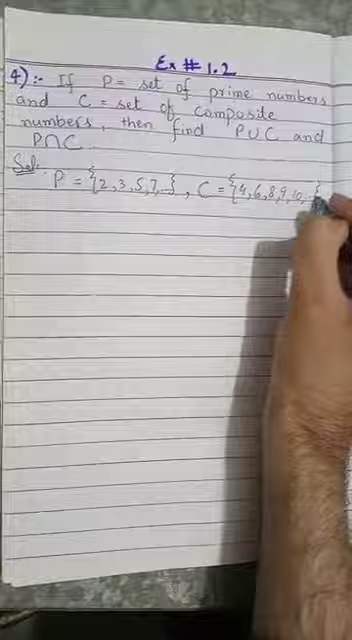 Ex # 1.2
4):- If P = set of prime numbers
and C = set of composite
numbers, then find P∪C and
P∩C
Sol:
P = {2,3,5,7,...}, C = {4,6,8,9,10,...}